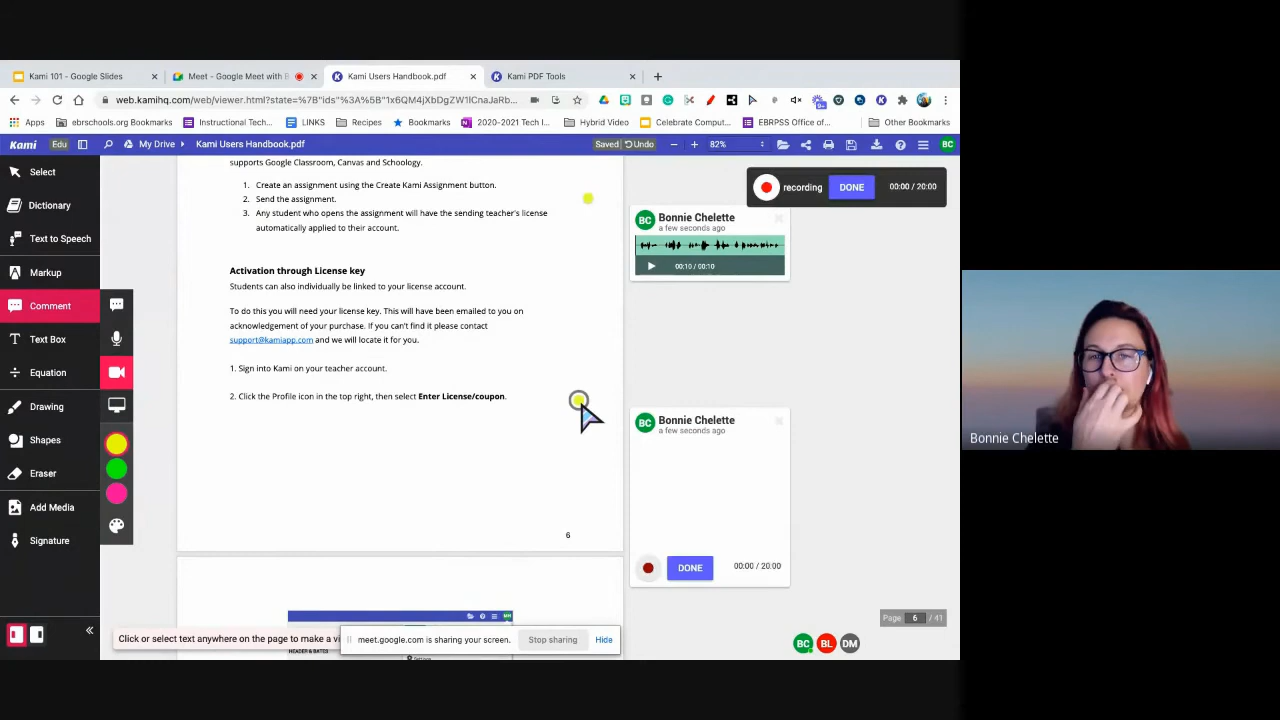 Kami 101 - Google Slides
Meet - Google Meet with B
Kami Users Handbook.pdf
Kami PDF Tools
web.kamihq.com/web/viewer.html?state=%7B"ids"%3A%5B"1x6QM4jXbDgZW1lCnaJaRb...
Apps
ebrschools.org Bookmarks
Instructional Tech...
LINKS
Recipes
Bookmarks
2020-2021 Tech I...
Hybrid Video
Celebrate Comput...
EBRPSS Office of...
Other Bookmarks
Kami
Edu
My Drive
Kami Users Handbook.pdf
Saved
Undo
82%
BC
Select
Dictionary
Text to Speech
Markup
Comment
Text Box
Equation
Drawing
Shapes
Eraser
Add Media
Signature
supports Google Classroom, Canvas and Schoology.
1. Create an assignment using the Create Kami Assignment button.
2. Send the assignment.
3. Any student who opens the assignment will have the sending teacher's license
automatically applied to their account.
Activation through License key
Students can also individually be linked to your license account.
To do this you will need your license key. This will have been emailed to you on
acknowledgement of your purchase. If you can't find it please contact
support@kamiapp.com and we will locate it for you.
1. Sign into Kami on your teacher account.
2. Click the Profile icon in the top right, then select Enter License/coupon.
6
recording
DONE
00:00 / 20:00
BC
Bonnie Chelette
a few seconds ago
00:10 / 00:10
BC
Bonnie Chelette
a few seconds ago
DONE
00:00 / 20:00
Page 6 / 41
BC
BL
DM
Click or select text anywhere on the page to make a vi
meet.google.com is sharing your screen.
Stop sharing
Hide
HEADER & DATES
Settings
Bonnie Chelette